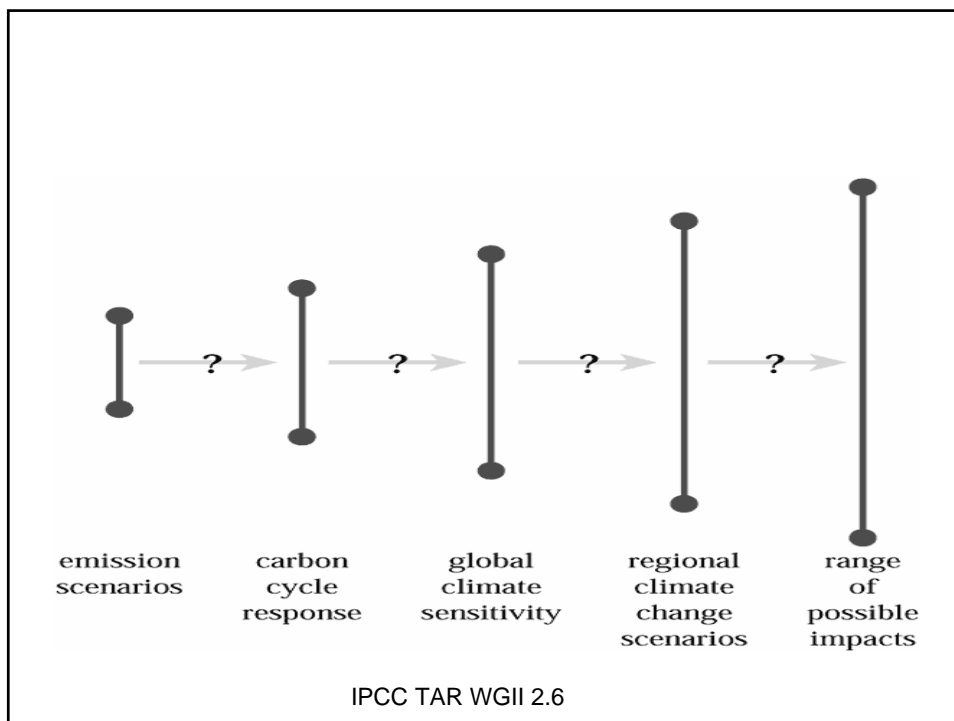 ?
?
?
?
emission
scenarios
carbon
cycle
response
global
climate
sensitivity
regional
climate
change
scenarios
range
of
possible
impacts
IPCC TAR WGII 2.6